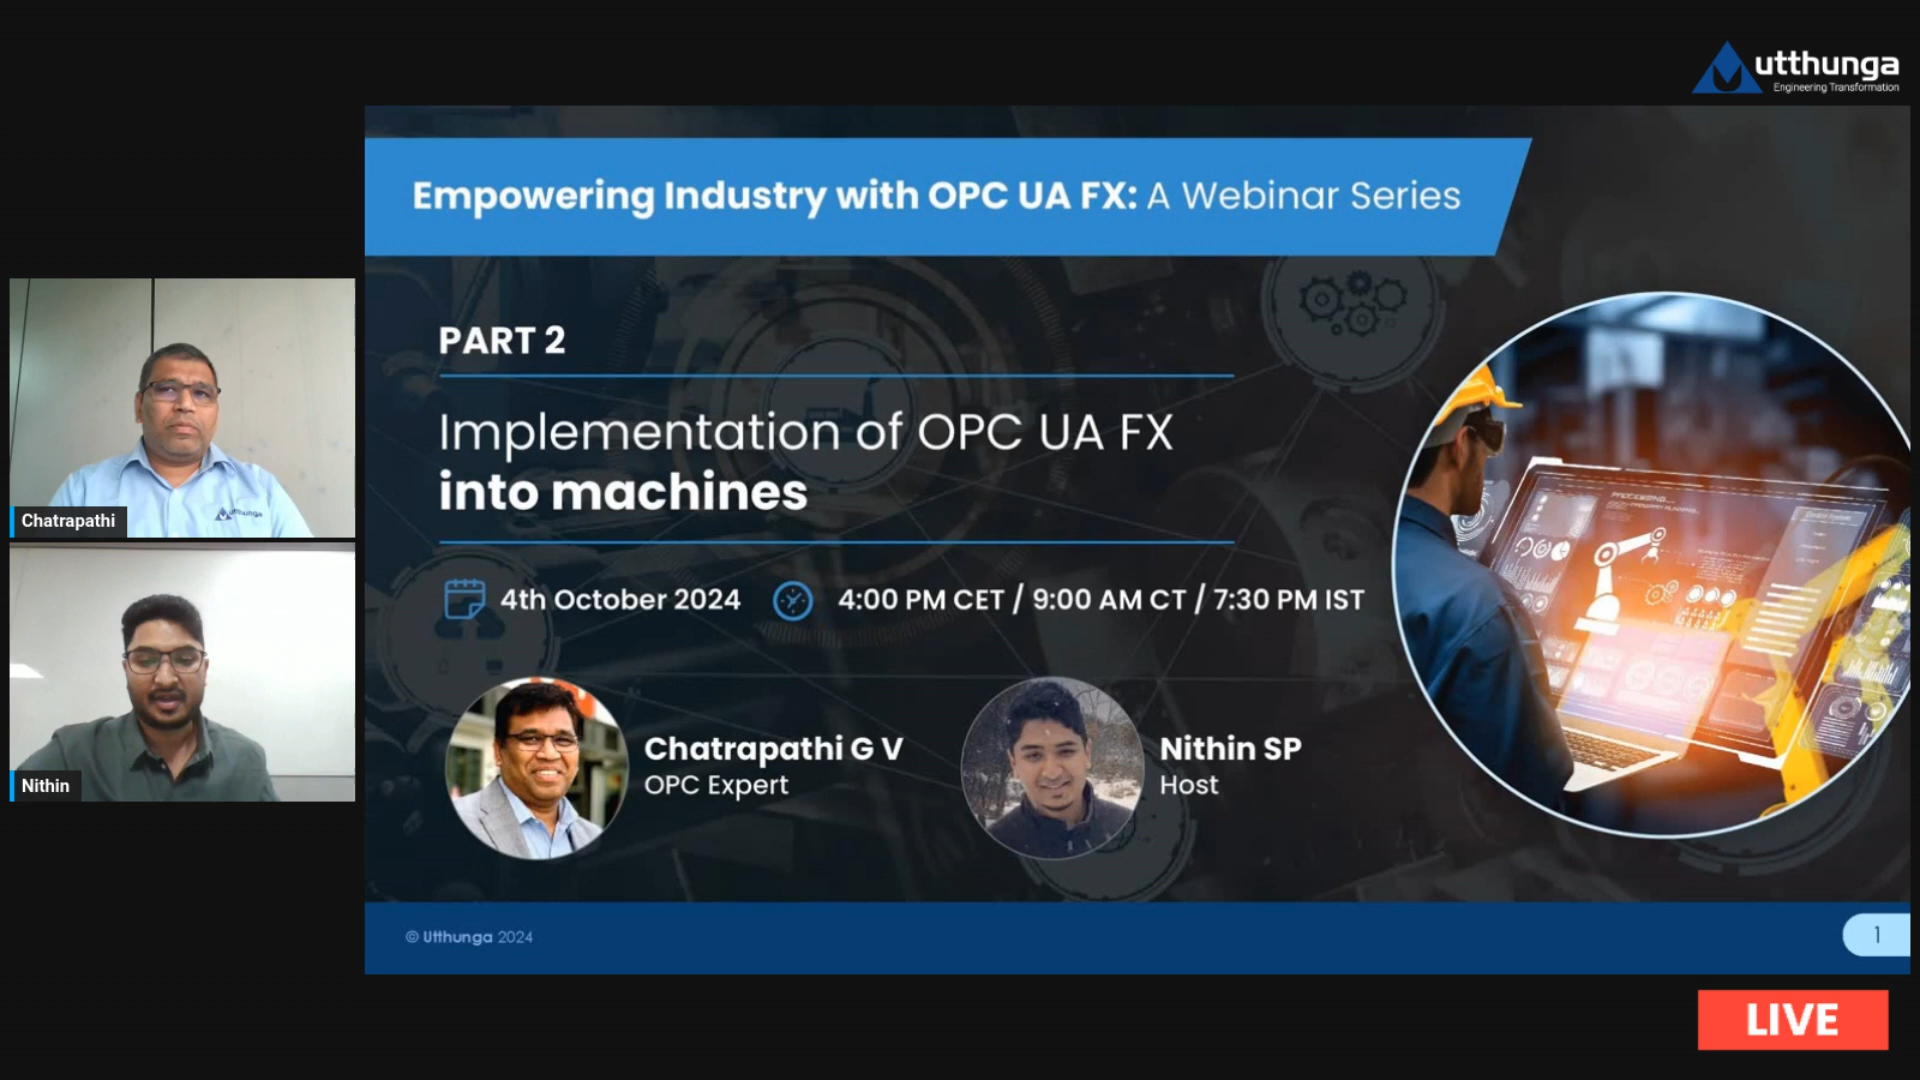 utthunga
Engineering Transformation
Empowering Industry with OPC UA FX: A Webinar Series
PART 2
Implementation of OPC UA FX
into machines
4th October 2024
4:00 PM CET / 9:00 AM CT / 7:30 PM IST
Chatrapathi G V
OPC Expert
Nithin SP
Host
utthunga
Chatrapathi
Nithin
PROCESSING...
© Utthunga 2024
1
LIVE